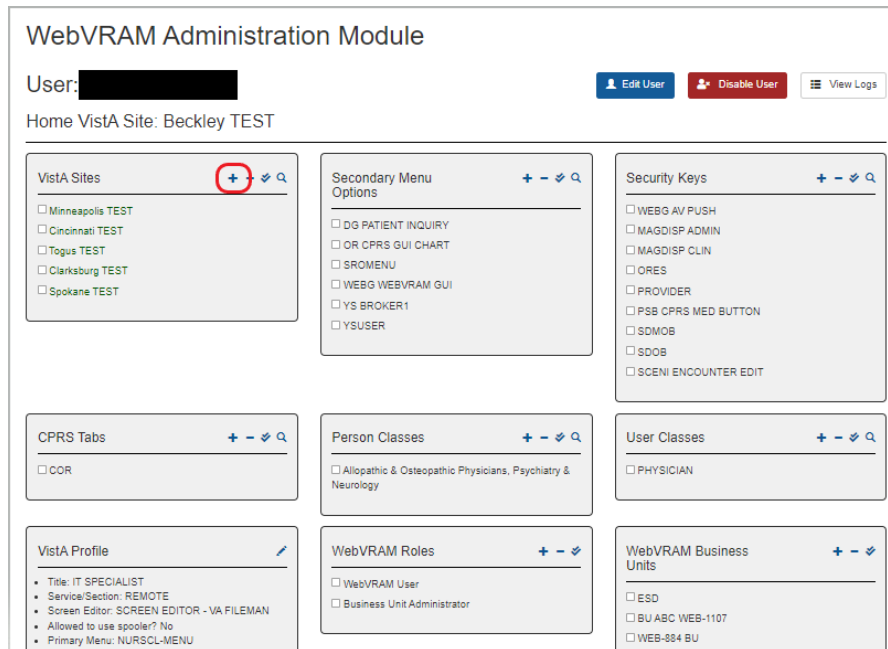 WebVRAM Administration Module
User:
Edit User
Disable User
View Logs
Home VistA Site: Beckley TEST
VistA Sites
Minneapolis TEST
Cincinnati TEST
Togus TEST
Clarksburg TEST
Spokane TEST
Secondary Menu
Options
DG PATIENT INQUIRY
OR CPRS GUI CHART
SROMENU
WEBG WEBVRAM GUI
YS BROKER1
YSUSER
Security Keys
WEBG AV PUSH
MAGDISP ADMIN
MAGDISP CLIN
ORES
PROVIDER
PSB CPRS MED BUTTON
SDMOB
SDOB
SCENI ENCOUNTER EDIT
CPRS Tabs
COR
Person Classes
Allopathic & Osteopathic Physicians, Psychiatry &
Neurology
User Classes
PHYSICIAN
VistA Profile
• Title: IT SPECIALIST
• Service/Section: REMOTE
• Screen Editor: SCREEN EDITOR - VA FILEMAN
• Allowed to use spooler? No
• Primary Menu: NURSCL-MENU
WebVRAM Roles
WebVRAM User
Business Unit Administrator
WebVRAM Business
Units
ESD
BU ABC WEB-1107
WEB-884 BU